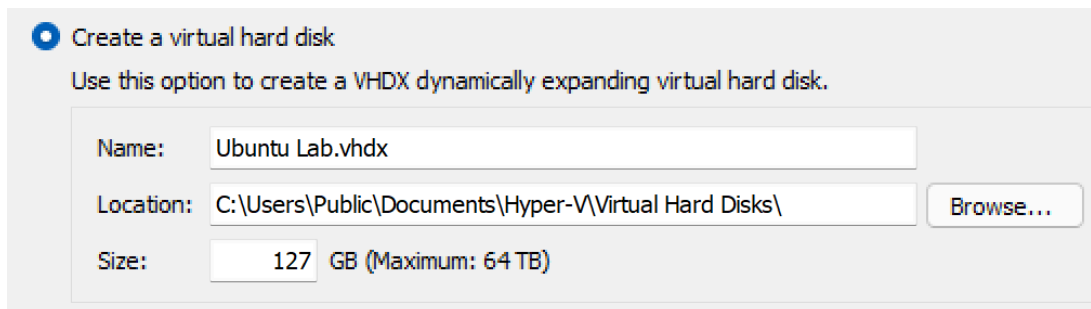 Create a virtual hard disk
Use this option to create a VHDX dynamically expanding virtual hard disk.
Name: Ubuntu Lab.vhdx
Location: C:\Users\Public\Documents\Hyper-V\Virtual Hard Disks\ Browse...
Size: 127 GB (Maximum: 64 TB)